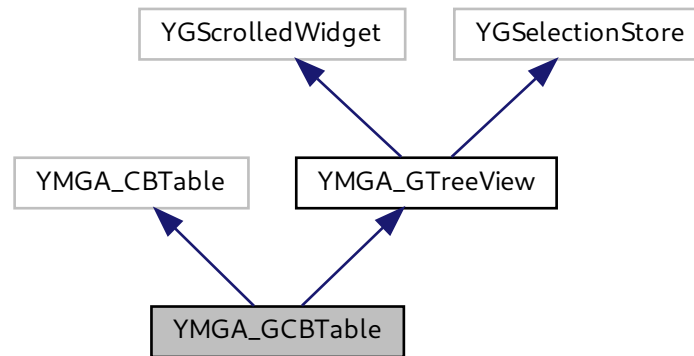 YGScrolledWidget
YGSelectionStore
YMGA_CBTable
YMGA_GTreeView
YMGA_GCBTable